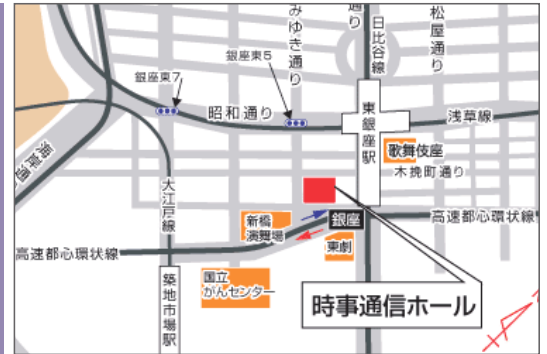 みゆき通り
通り
日比谷線
松屋通り
銀座東7
銀座東5
昭和通り
浅草線
東銀座駅
歌舞伎座
木挽町通り
大江戸線
新橋
演舞場
銀座
高速都心環状線
高速都心環状線
東劇
国立
がんセンター
築地市場駅
時事通信ホール